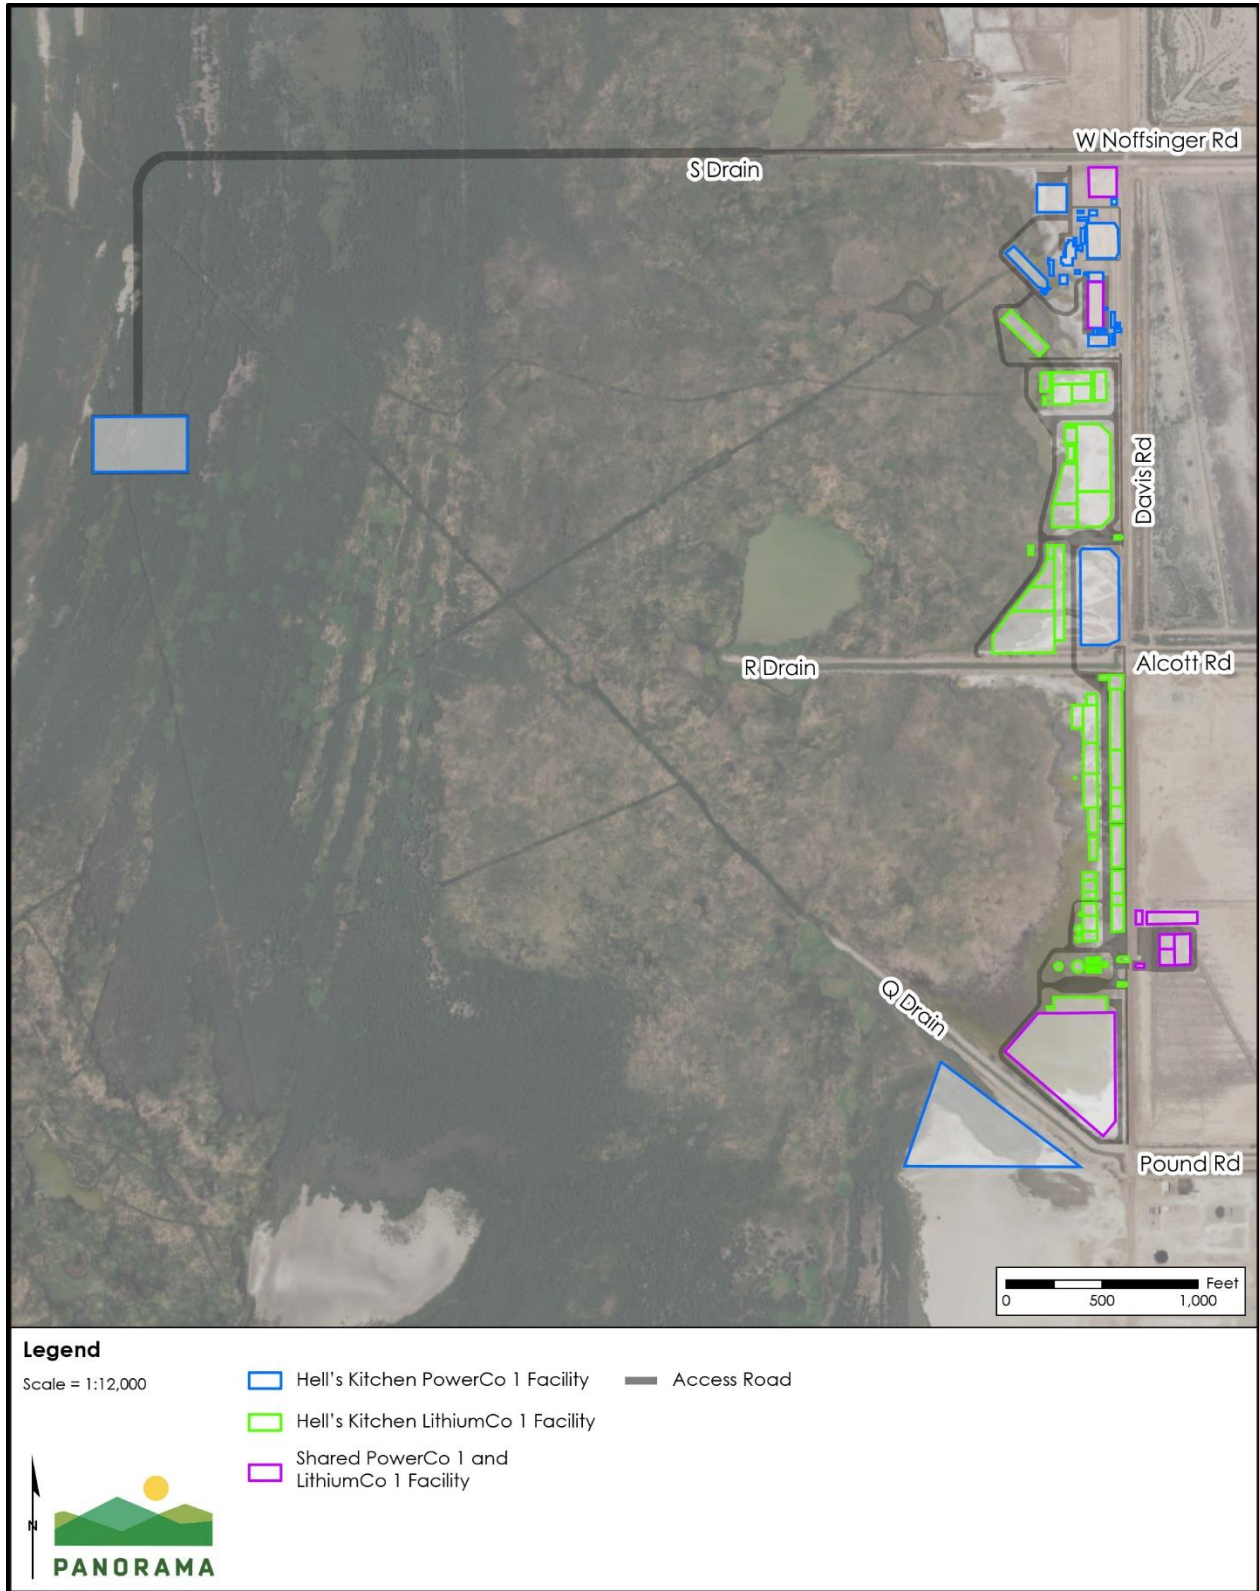 W Noffsinger Rd
S Drain
Davis Rd
R Drain
Alcott Rd
Q Drain
Pound Rd
Feet
0 500 1,000
Legend
Scale = 1:12,000
Hell's Kitchen PowerCo 1 Facility
Access Road
Hell's Kitchen LithiumCo 1 Facility
Shared PowerCo 1 and
LithiumCo 1 Facility
N
PANORAMA